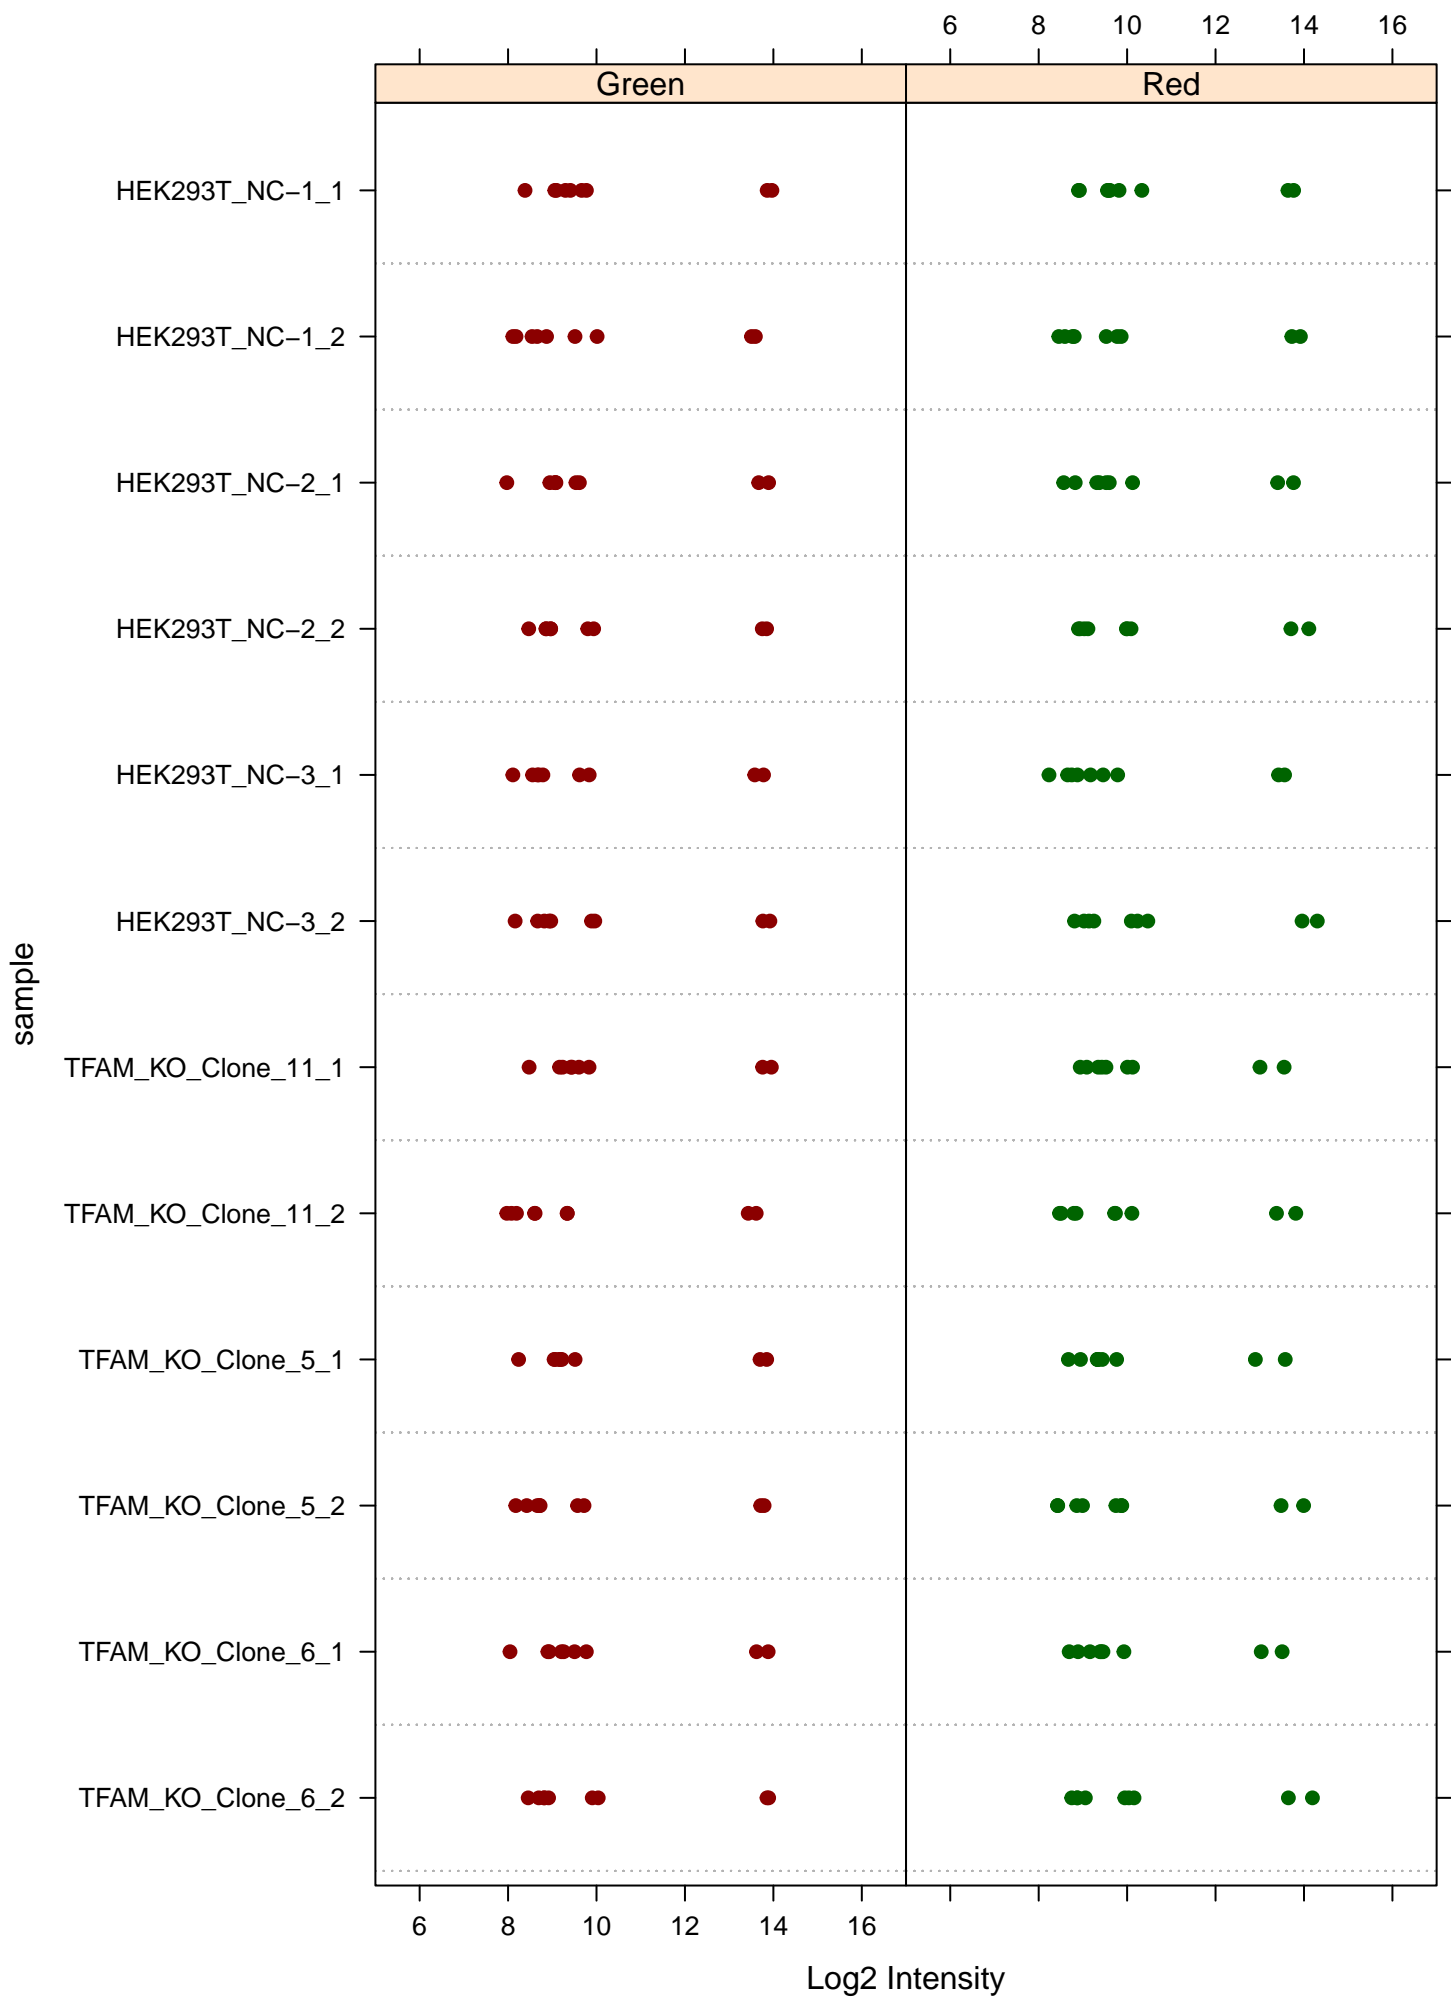 6 8 10 12 14 16
Green Red
HEK293T_NC−1_1
HEK293T_NC−1_2
HEK293T_NC−2_1
HEK293T_NC−2_2
HEK293T_NC−3_1
HEK293T_NC−3_2
sample
TFAM_KO_Clone_11_1
TFAM_KO_Clone_11_2
TFAM_KO_Clone_5_1
TFAM_KO_Clone_5_2
TFAM_KO_Clone_6_1
TFAM_KO_Clone_6_2
6 8 10 12 14 16
Log2 Intensity